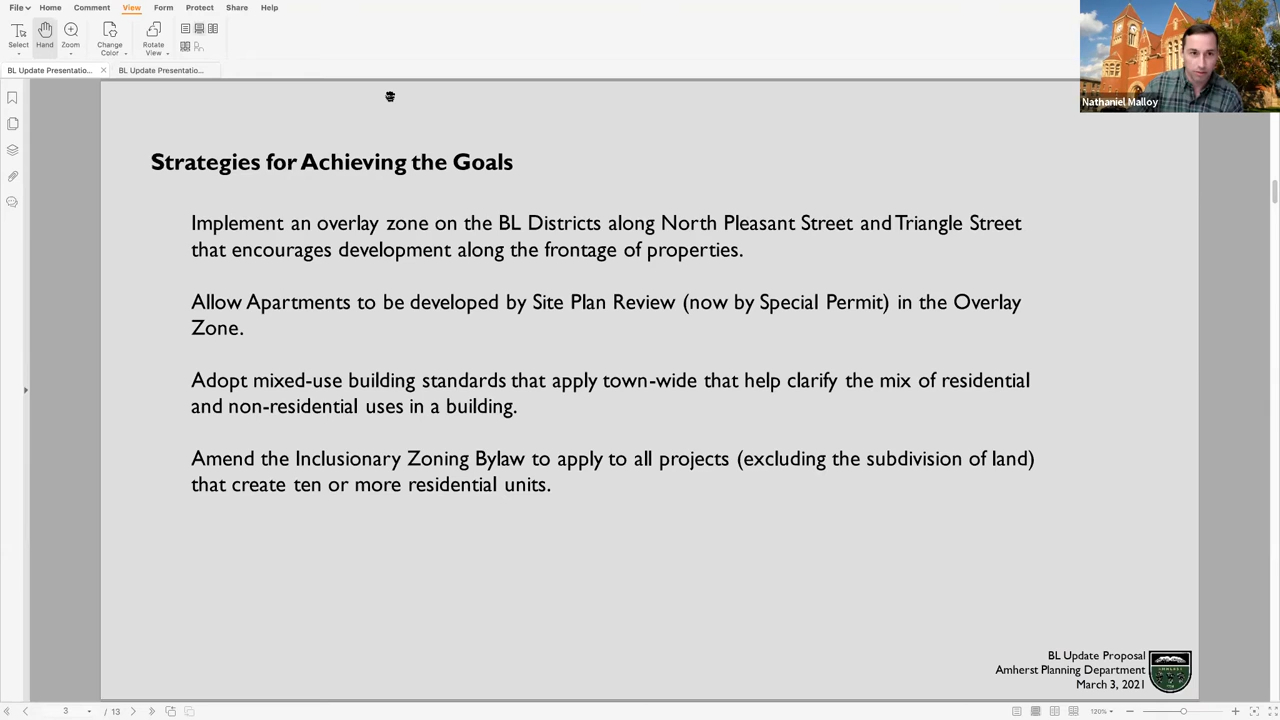 File Home Comment View Form Protect Share Help
Select Hand Zoom Change Color Rotate View
BL Update Presentatio... BL Update Presentatio...
Nathaniel Malloy
Strategies for Achieving the Goals
Implement an overlay zone on the BL Districts along North Pleasant Street and Triangle Street
that encourages development along the frontage of properties.
Allow Apartments to be developed by Site Plan Review (now by Special Permit) in the Overlay
Zone.
Adopt mixed-use building standards that apply town-wide that help clarify the mix of residential
and non-residential uses in a building.
Amend the Inclusionary Zoning Bylaw to apply to all projects (excluding the subdivision of land)
that create ten or more residential units.
BL Update Proposal
Amherst Planning Department
March 3, 2021
3 / 13 120%